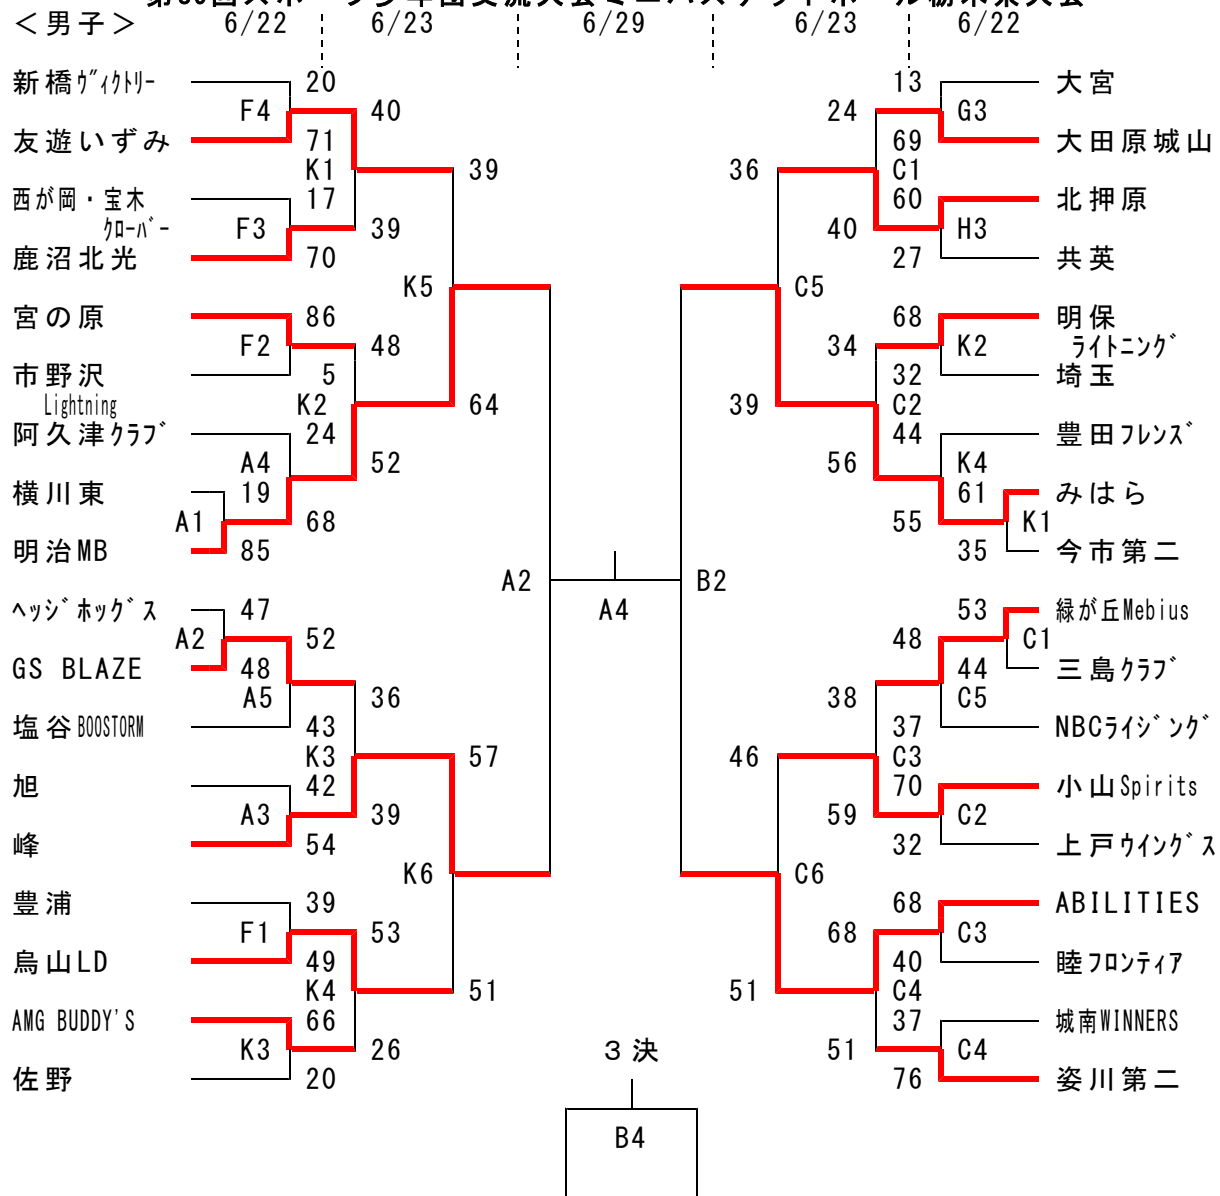 ＜男子＞ 6/22 6/23 6/29 6/23 6/22
新橋ヴィクトリー 20 13 大宮
F4 40 24 G3
友遊いずみ 71 69 大田原城山
K1 39 36 C1
西が岡・宝木 17 60 北押原
クローバー F3 39 40 H3
鹿沼北光 70 27 共英
K5 C5
宮の原 86 68 明保
F2 48 34 K2 ライトニング
市野沢 5 32 埼玉
Lightning K2 64 39 C2
阿久津クラブ 24 44 豊田フレンズ
A4 52 56 K4
横川東 19 61 みはら
A1 68 55 K1
明治MB 85 35 今市第二
A2 A4 B2
ヘッジホッグス 47 53 緑が丘Mebius
A2 52 48 C1
GS BLAZE 48 44 三島クラブ
A5 36 38 C5
塩谷BOOSTORM 43 37 NBCライジング
K3 57 46 C3
旭 42 70 小山Spirits
A3 39 59 C2
峰 54 32 上戸ウイングス
K6 C6
豊浦 39 68 ABILITIES
F1 53 68 C3
烏山LD 49 40 睦フロンティア
K4 51 51 C4
AMG BUDDY'S 66 37 城南WINNERS
K3 26 3決 51 C4
佐野 20 76 姿川第二
B4